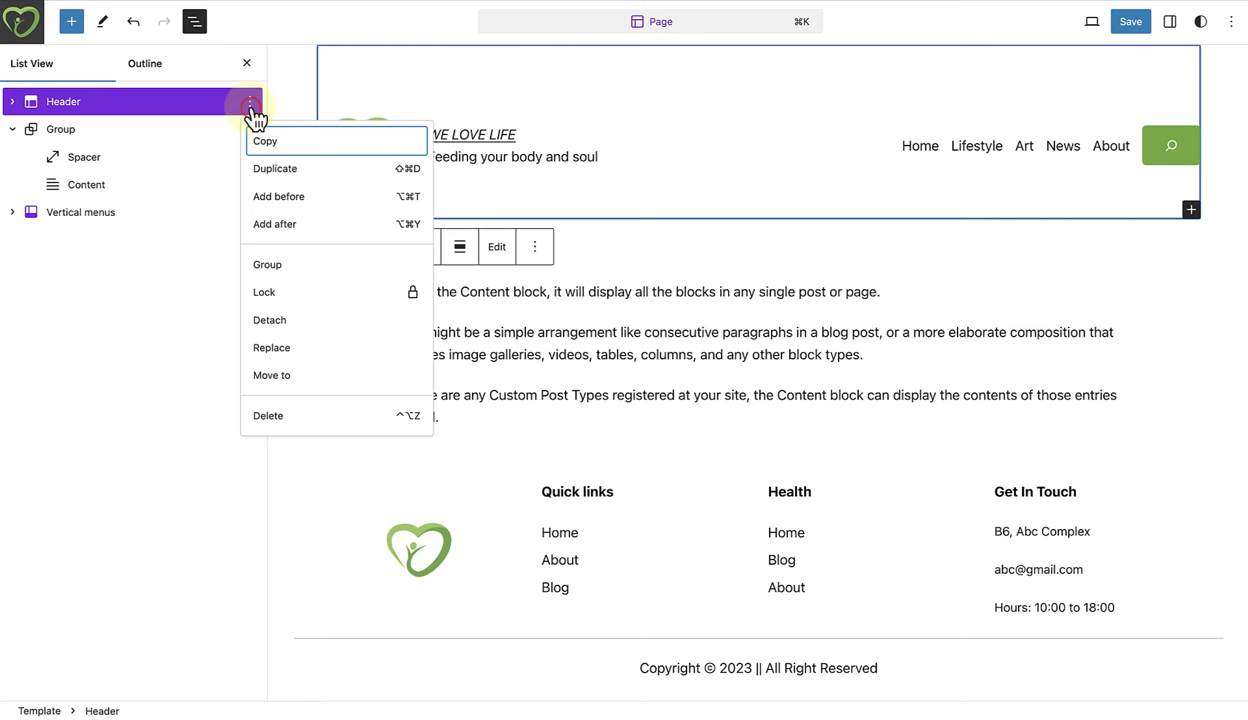 Page
⌘K
Save
List View
Outline
Header
Group
Spacer
Content
Vertical menus
Copy
Duplicate ⇧⌘D
Add before ⌥⌘T
Add after ⌥⌘Y
Group
Lock
Detach
Replace
Move to
Delete ^⌥Z
WE LOVE LIFE
eeding your body and soul
Home Lifestyle Art News About
Edit
the Content block, it will display all the blocks in any single post or page.
ight be a simple arrangement like consecutive paragraphs in a blog post, or a more elaborate composition that
es image galleries, videos, tables, columns, and any other block types.
e are any Custom Post Types registered at your site, the Content block can display the contents of those entries
Quick links
Home
About
Blog
Health
Home
Blog
About
Get In Touch
B6, Abc Complex
abc@gmail.com
Hours: 10:00 to 18:00
Copyright © 2023 || All Right Reserved
Template > Header